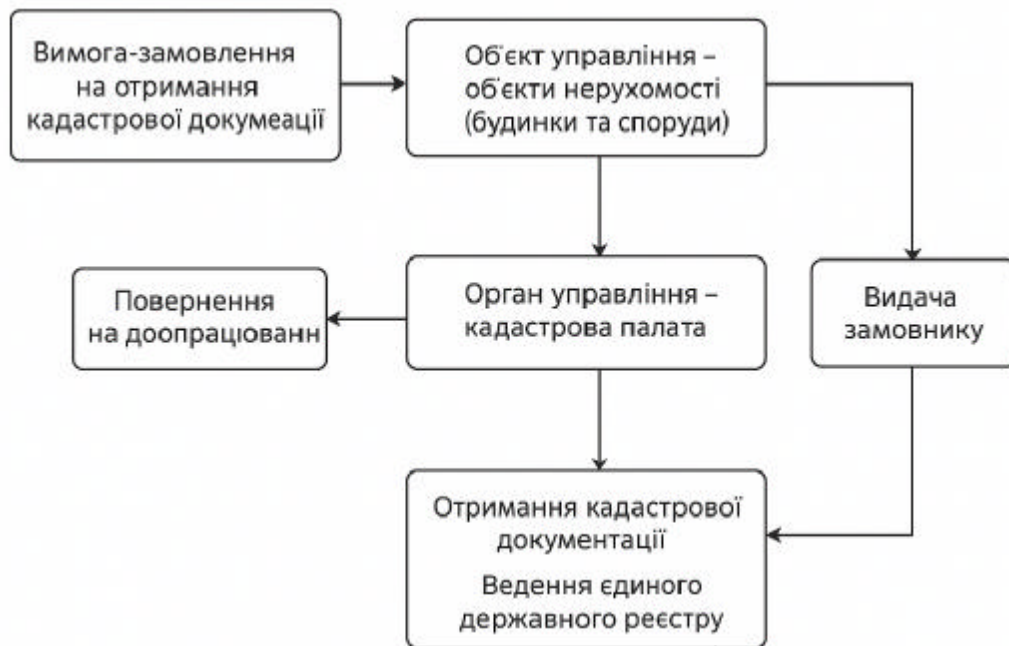 Вимога-замовлення
на отримання
кадастрової докумеації
Об'єкт управління –
об'єкти нерухомості
(будинки та споруди)
Повернення
на доопрацюванн
Орган управління –
кадастрова палата
Видача
замовнику
Отримання кадастрової
документації
Ведення єдиного
державного реєстру